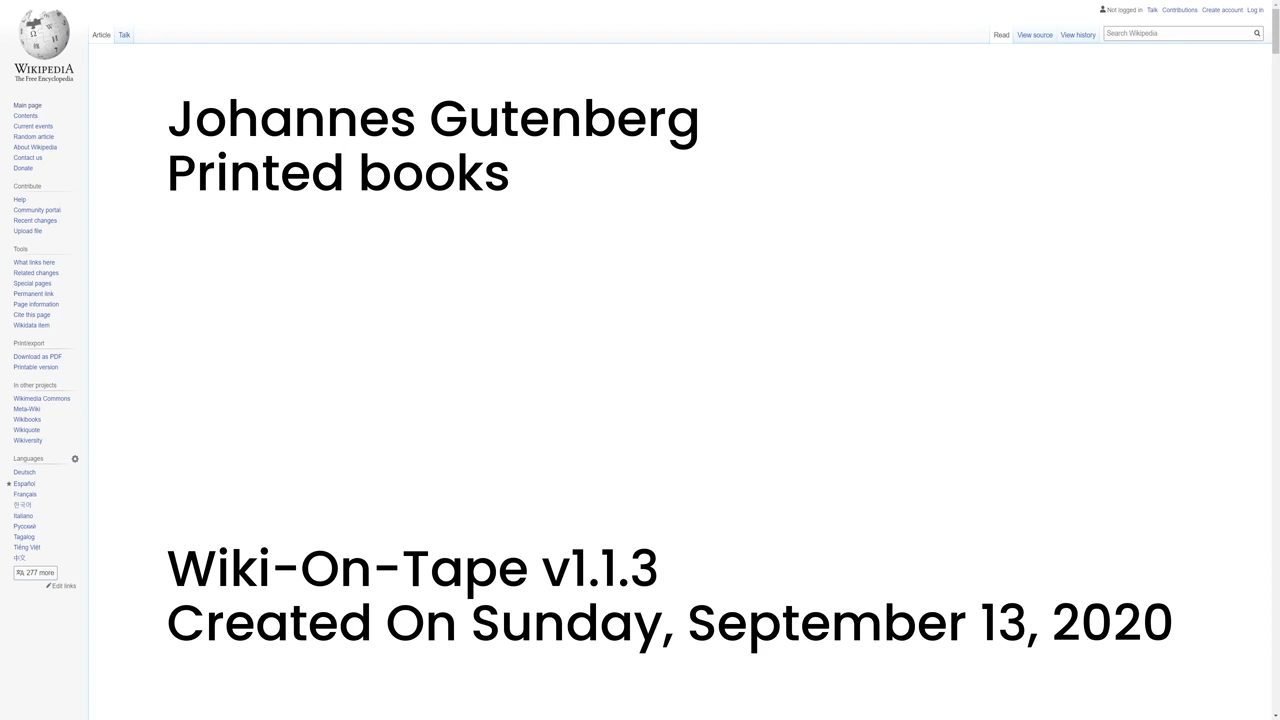 Not logged in Talk Contributions Create account Log in
Article Talk Read View source View history Search Wikipedia
WIKIPEDIA
The Free Encyclopedia
Main page
Contents
Current events
Random article
About Wikipedia
Contact us
Donate
Contribute
Help
Community portal
Recent changes
Upload file
Tools
What links here
Related changes
Special pages
Permanent link
Page information
Cite this page
Wikidata item
Print/export
Download as PDF
Printable version
In other projects
Wikimedia Commons
Meta-Wiki
Wikibooks
Wikiquote
Wikiversity
Languages
Deutsch
Español
Français
한국어
Italiano
Русский
Tagalog
Tiếng Việt
中文
277 more
Edit links
Johannes Gutenberg
Printed books
Wiki-On-Tape v1.1.3
Created On Sunday, September 13, 2020